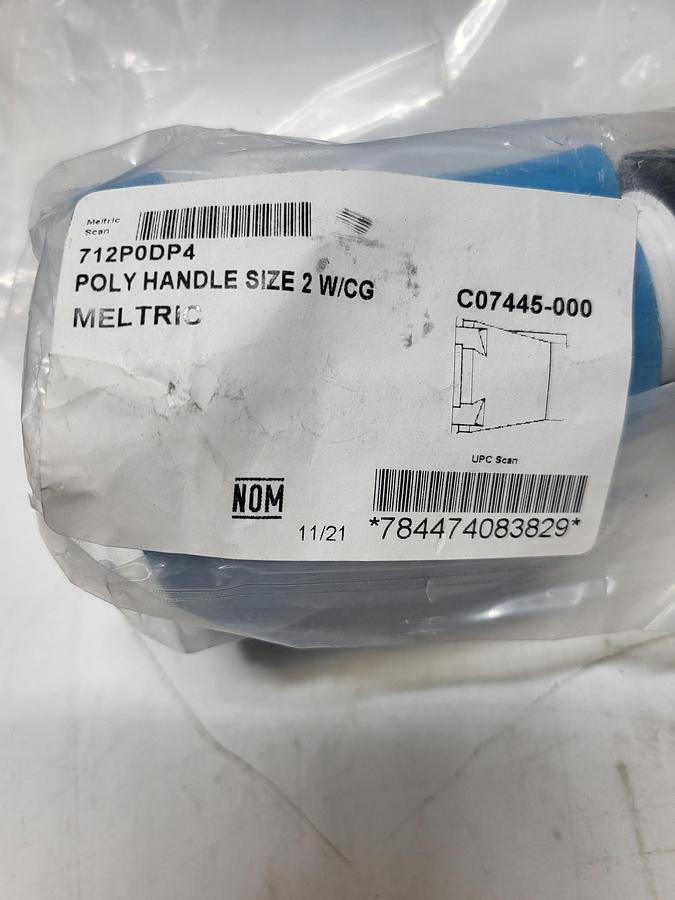 Meltric
Scan
712P0DP4
POLY HANDLE SIZE 2 W/CG
MELTRIC
C07445-000
UPC Scan
NOM
11/21
*784474083829*